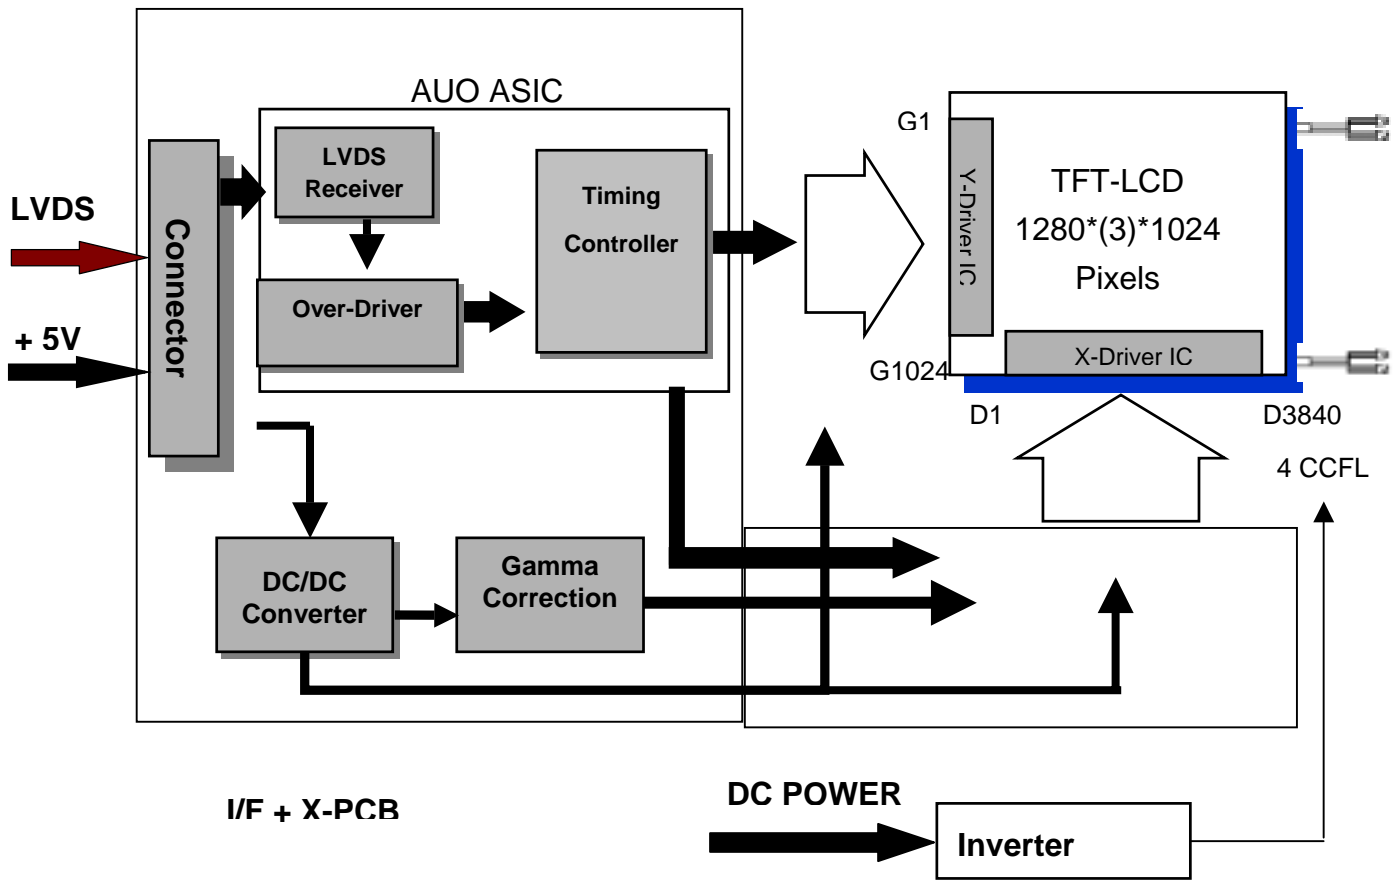 AUO ASIC
G1
LVDS
Receiver
Timing
Controller
Y-Driver IC
TFT-LCD
1280*(3)*1024
Pixels
LVDS
Connector
Over-Driver
+ 5V
X-Driver IC
G1024
D1
D3840
4 CCFL
DC/DC
Converter
Gamma
Correction
I/F + X-PCB
DC POWER
Inverter